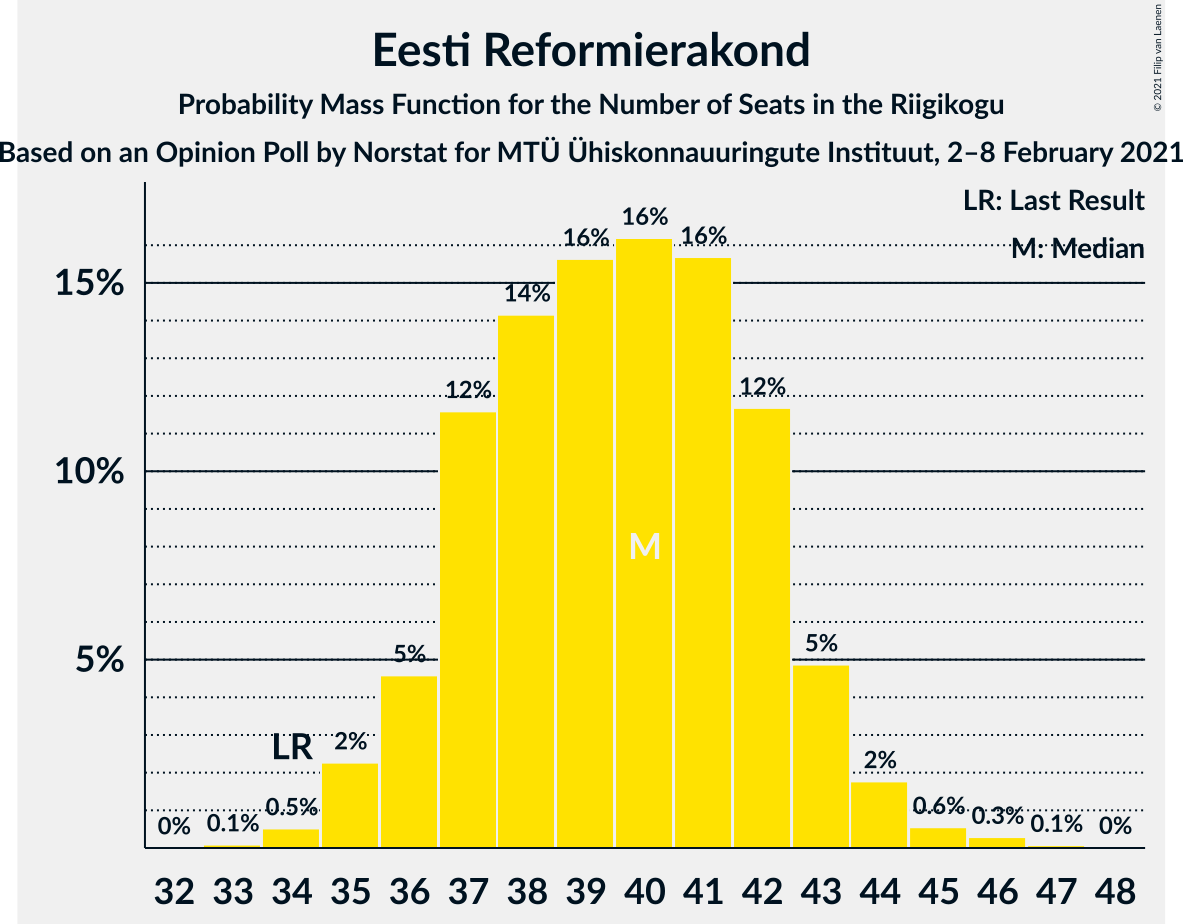 Eesti Reformierakond
Probability Mass Function for the Number of Seats in the Riigikogu
Based on an Opinion Poll by Norstat for MTÜ Ühiskonnauuringute Instituut, 2–8 February 2021
© 2021 Filip van Laenen
LR: Last Result
M: Median
15%
10%
5%
0% 0.1% 0.5% 2% 5% 12% 14% 16% 16% 16% 12% 5% 2% 0.6% 0.3% 0.1% 0%
LR
M
32 33 34 35 36 37 38 39 40 41 42 43 44 45 46 47 48